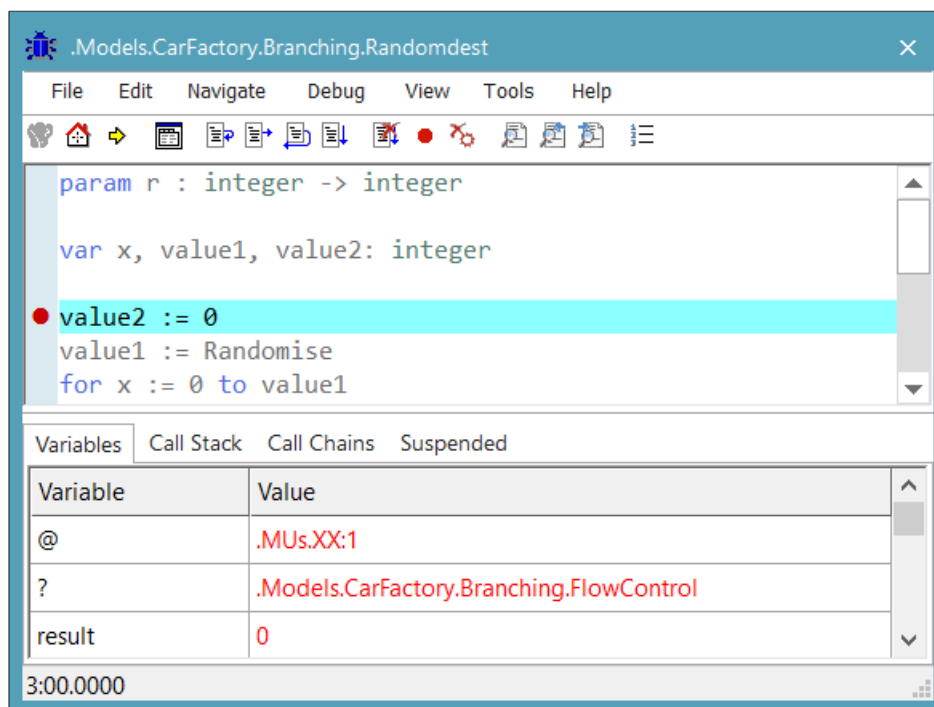 .Models.CarFactory.Branching.Randomdest
File Edit Navigate Debug View Tools Help
param r : integer -> integer
var x, value1, value2: integer
value2 := 0
value1 := Randomise
for x := 0 to value1
Variables Call Stack Call Chains Suspended
Variable Value
@ .MUs.XX:1
? .Models.CarFactory.Branching.FlowControl
result 0
3:00.0000